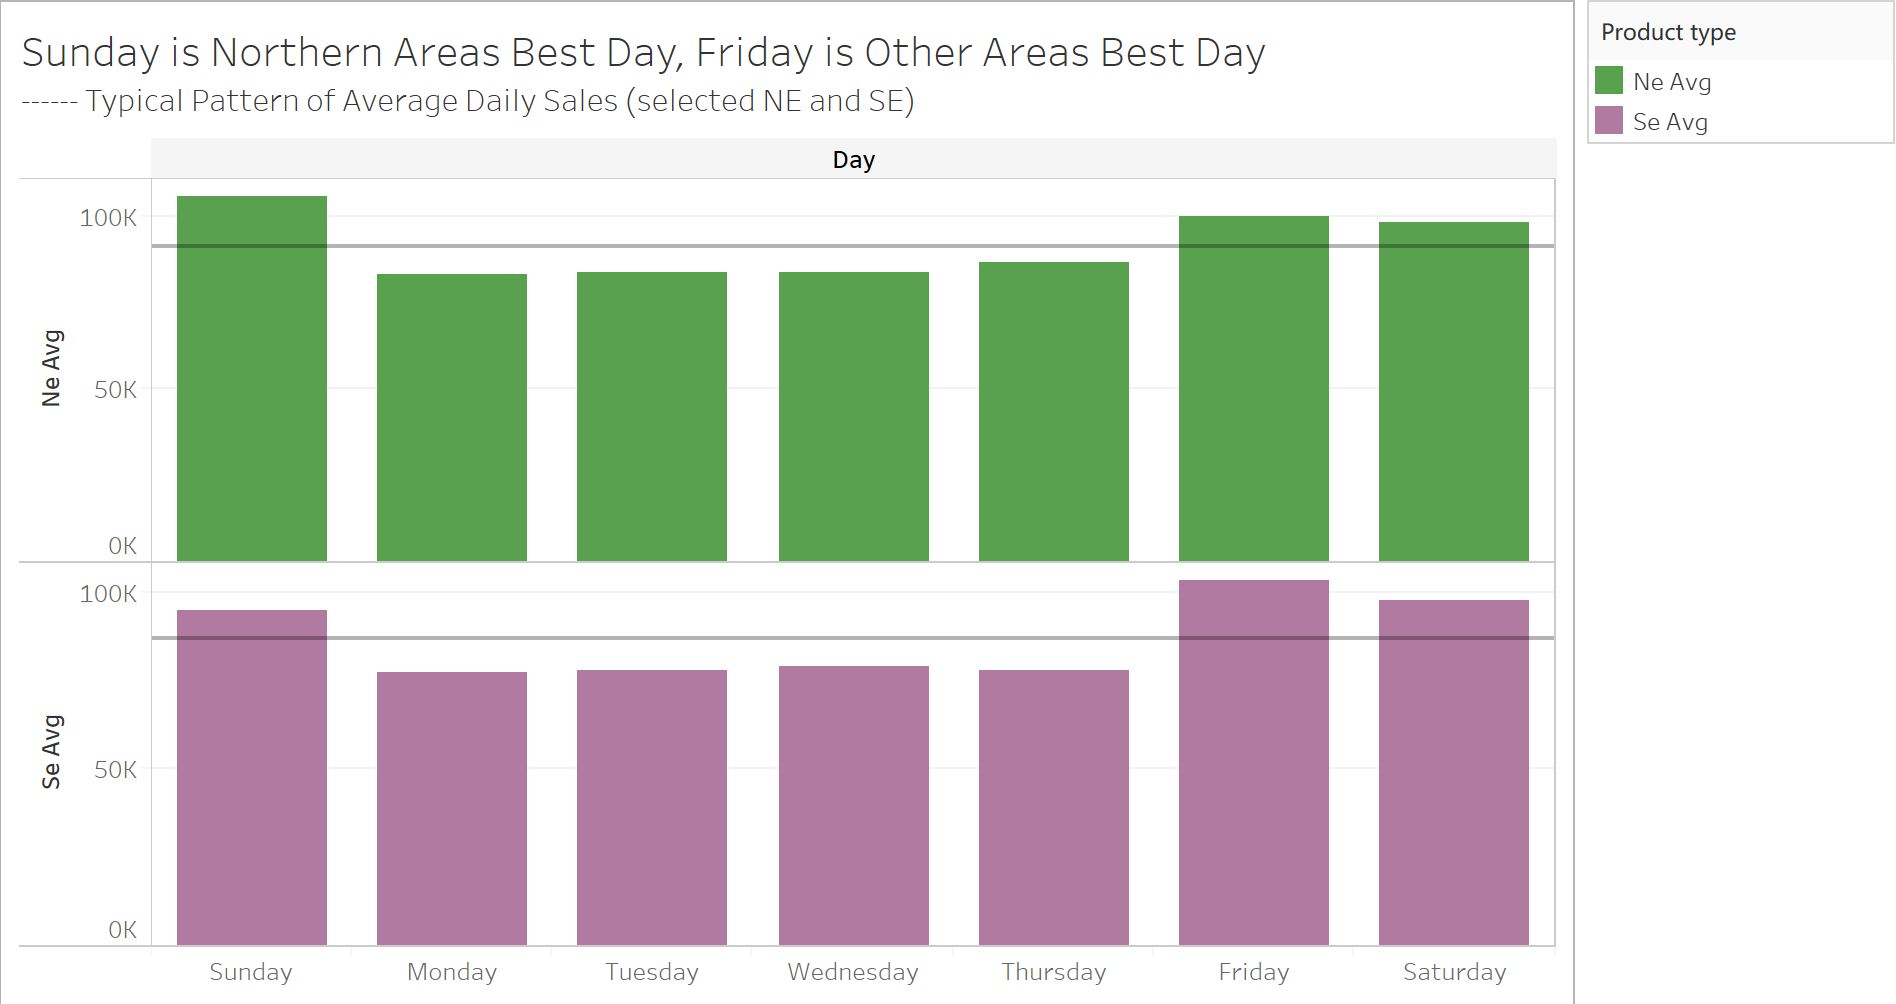 Sunday is Northern Areas Best Day, Friday is Other Areas Best Day
------ Typical Pattern of Average Daily Sales (selected NE and SE)
Product type
Ne Avg
Se Avg
Day
100K
50K
0K
Ne Avg
100K
50K
0K
Se Avg
Sunday Monday Tuesday Wednesday Thursday Friday Saturday